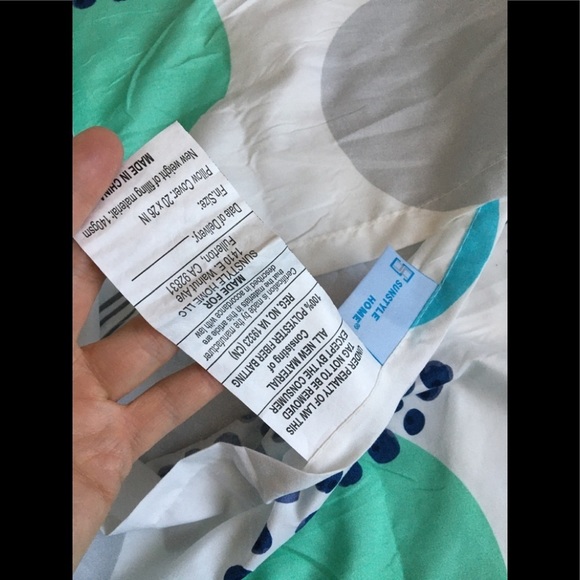 UNDER PENALTY OF LAW THIS
TAG NOT TO BE REMOVED
EXCEPT BY THE CONSUMER
ALL NEW MATERIAL
Consisting of
100% POLYESTER FIBER BATTING
REG. NO. VA 19323 (CN)
Certification is made by the manufacturer
that the materials in this article are
described in accordance with law
MADE FOR:
SUNSTYLE HOME LLC
1410 E. Walnut Ave
Fullerton, CA 92831
Date of Delivery:
Fin.Size:
Pillow Cover: 20 x 26 IN
New weight of filling material: 140gsm
MADE IN CHINA
SUNSTYLE
HOME®